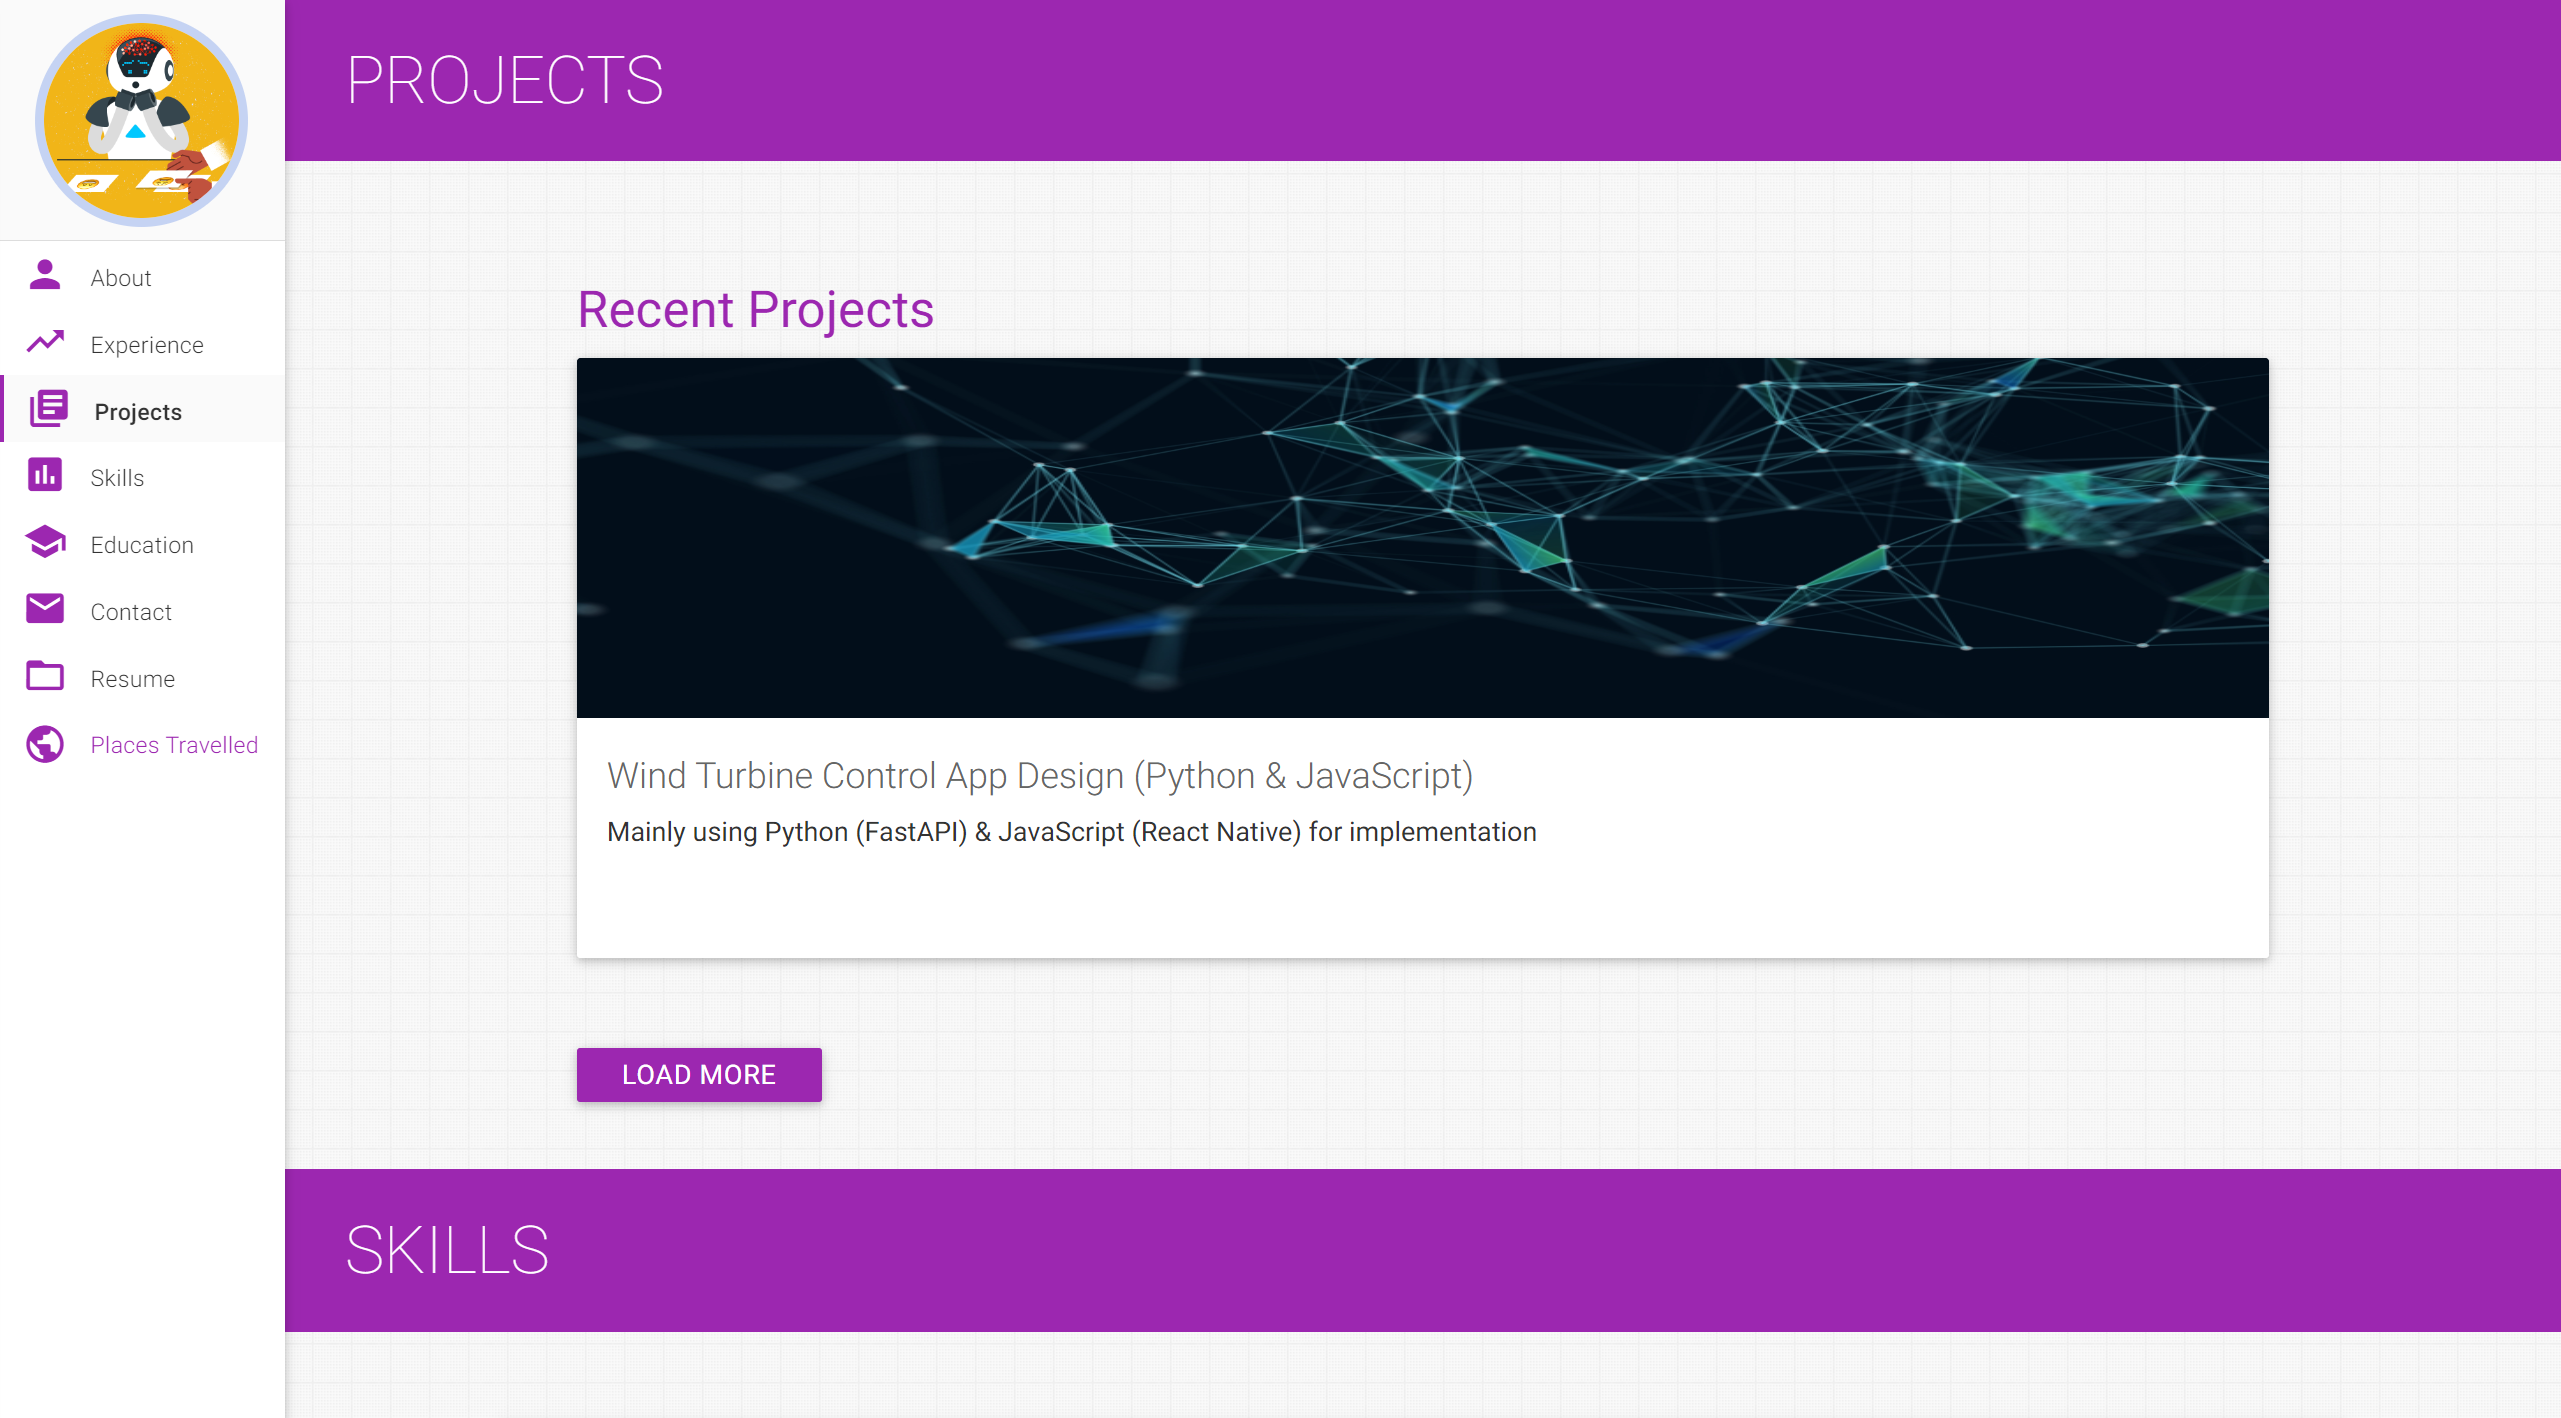 About
Experience
Projects
Skills
Education
Contact
Resume
Places Travelled
PROJECTS
Recent Projects
Wind Turbine Control App Design (Python & JavaScript)
Mainly using Python (FastAPI) & JavaScript (React Native) for implementation
LOAD MORE
SKILLS